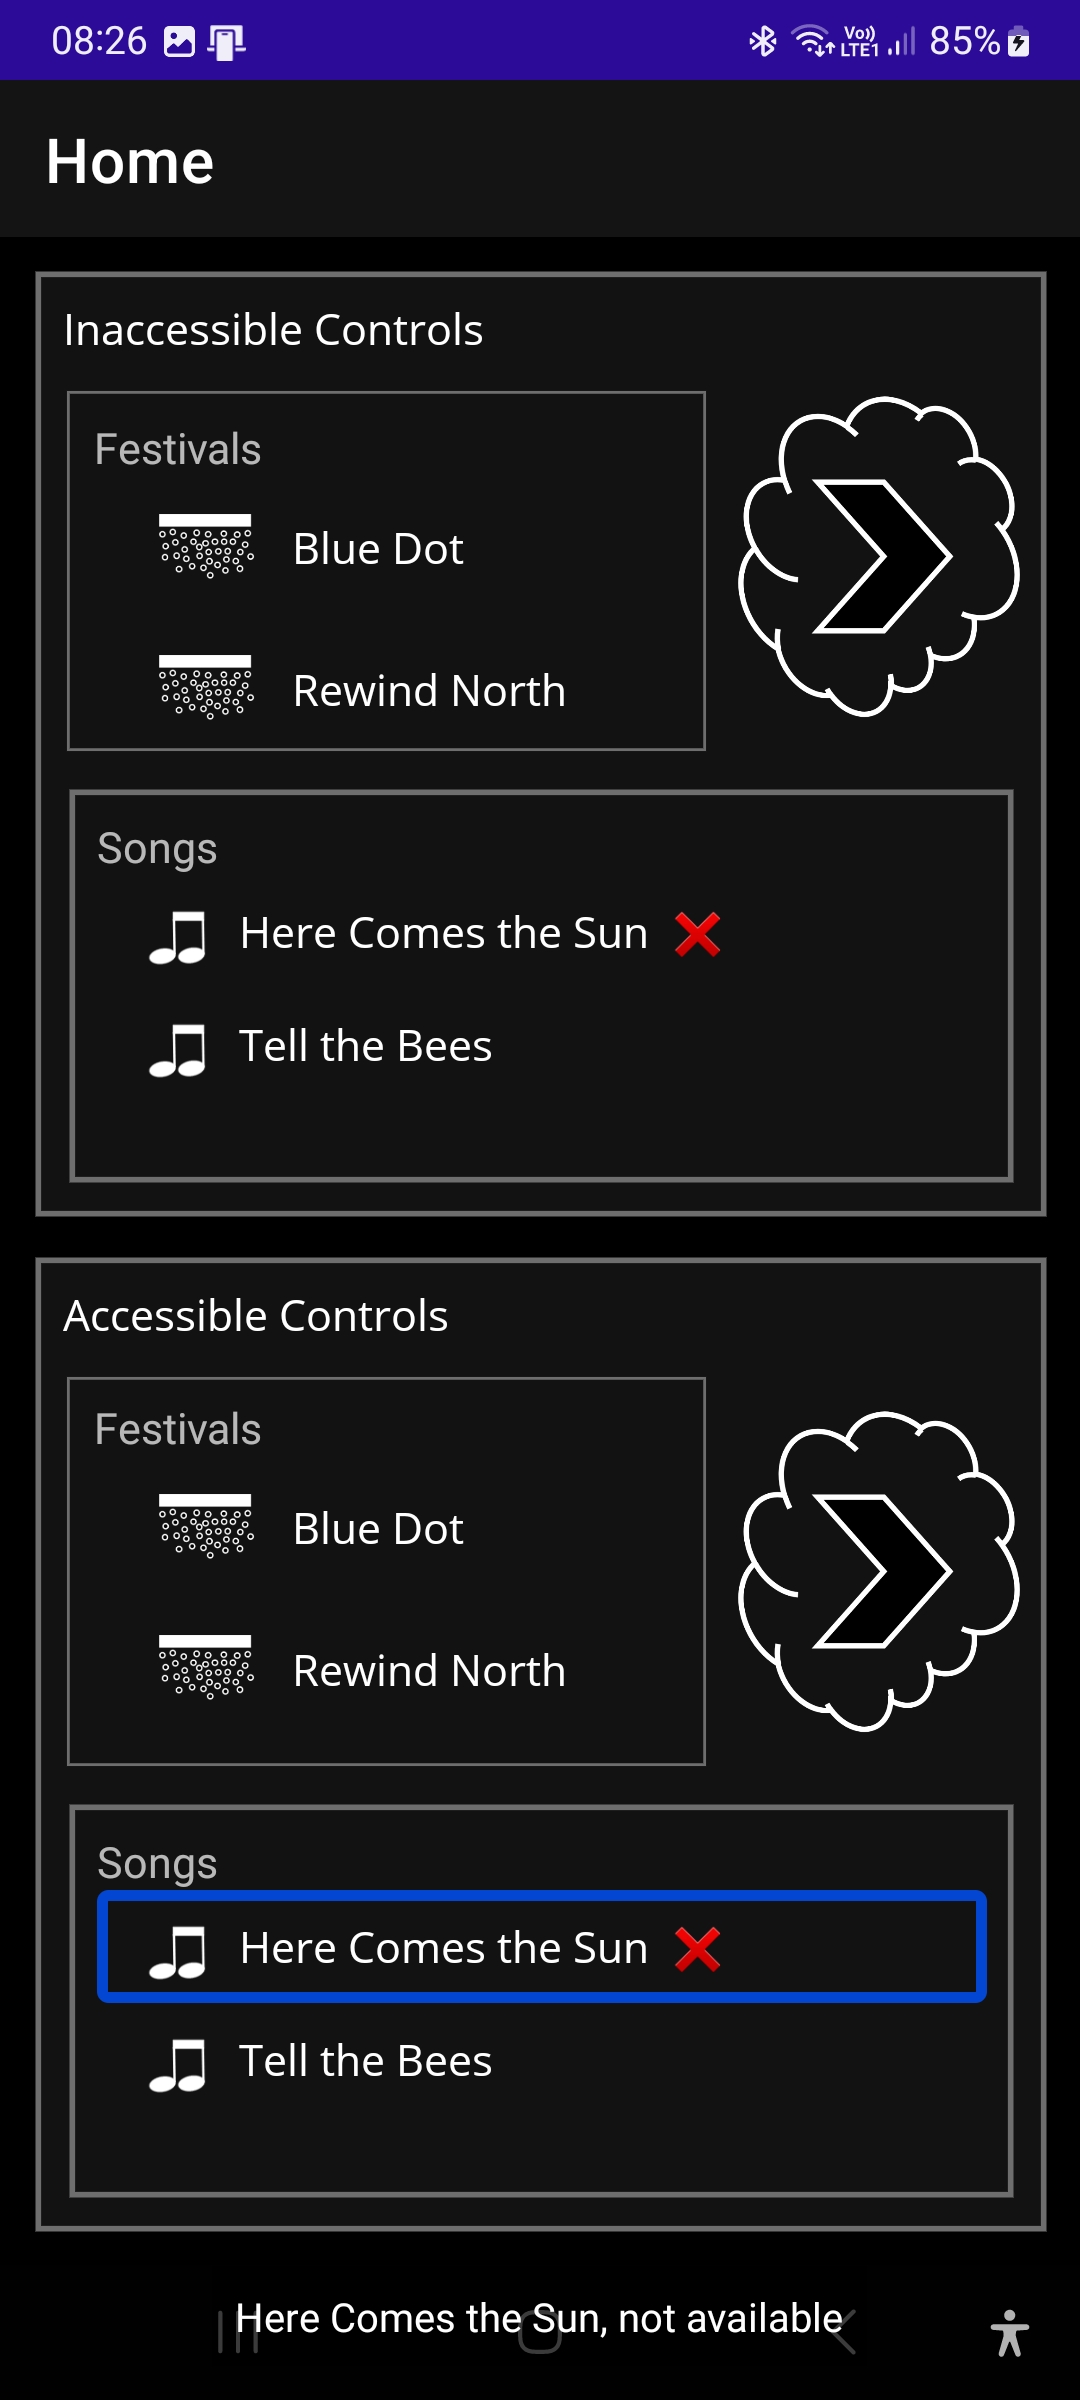 08:26 Vo)) LTE1 85%
Home
Inaccessible Controls
Festivals
Blue Dot
Rewind North
Songs
Here Comes the Sun
Tell the Bees
Accessible Controls
Festivals
Blue Dot
Rewind North
Songs
Here Comes the Sun
Tell the Bees
Here Comes the Sun, not available